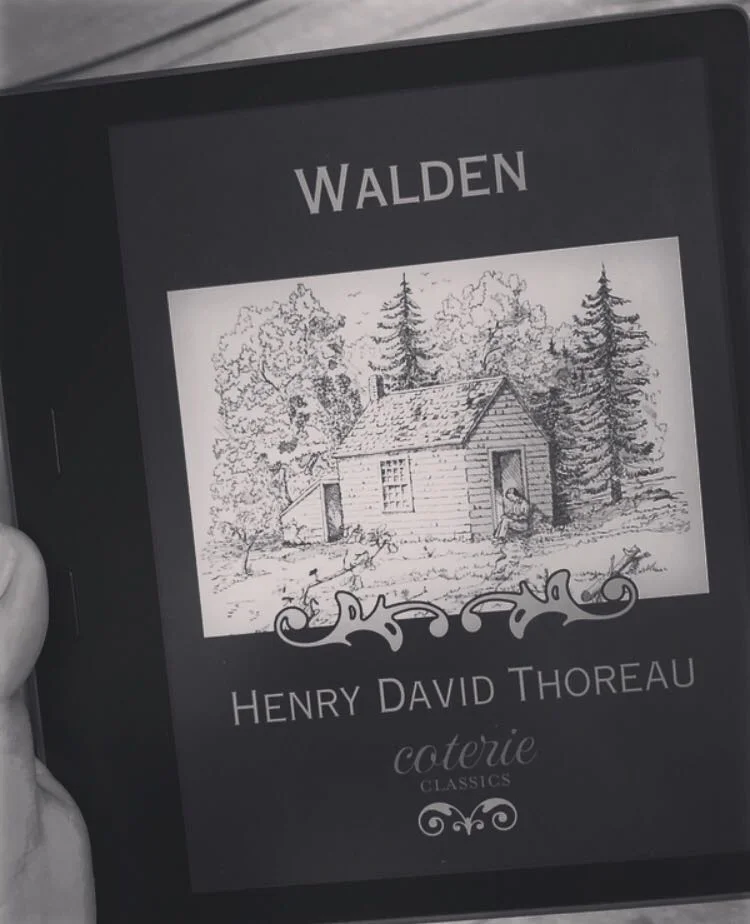 WALDEN
HENRY DAVID THOREAU
coterie
CLASSICS